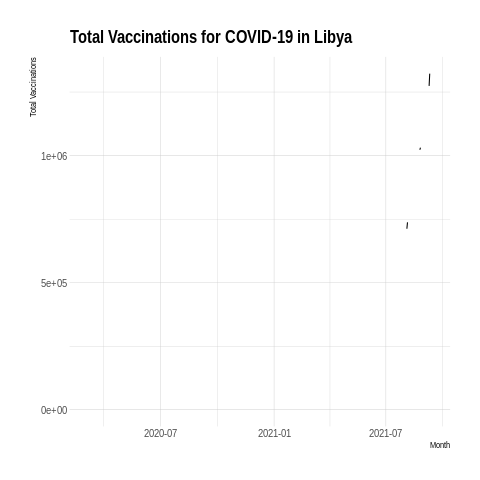 Total Vaccinations for COVID-19 in Libya
Total Vaccinations
1e+06
5e+05
0e+00
2020-07 2021-01 2021-07
Month